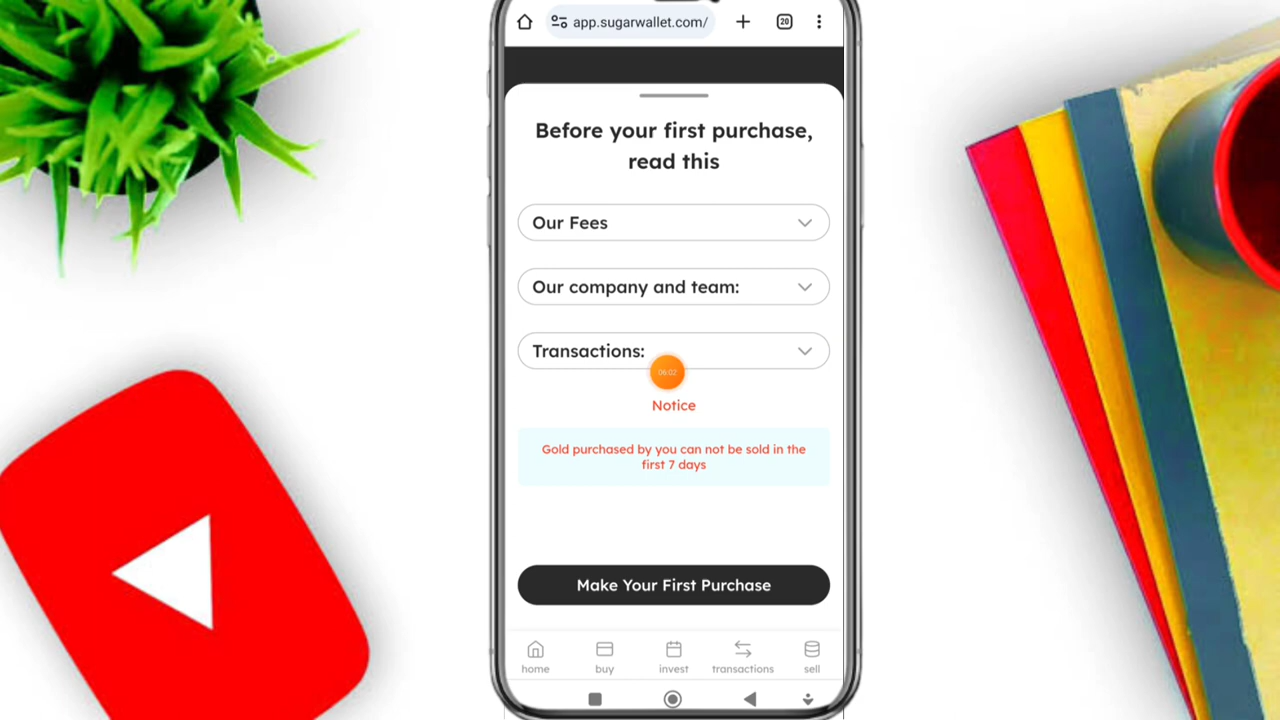 app.sugarwallet.com/
20
Before your first purchase,
read this
Our Fees
Our company and team:
Transactions:
06:02
Notice
Gold purchased by you can not be sold in the
first 7 days
Make Your First Purchase
home buy invest transactions sell